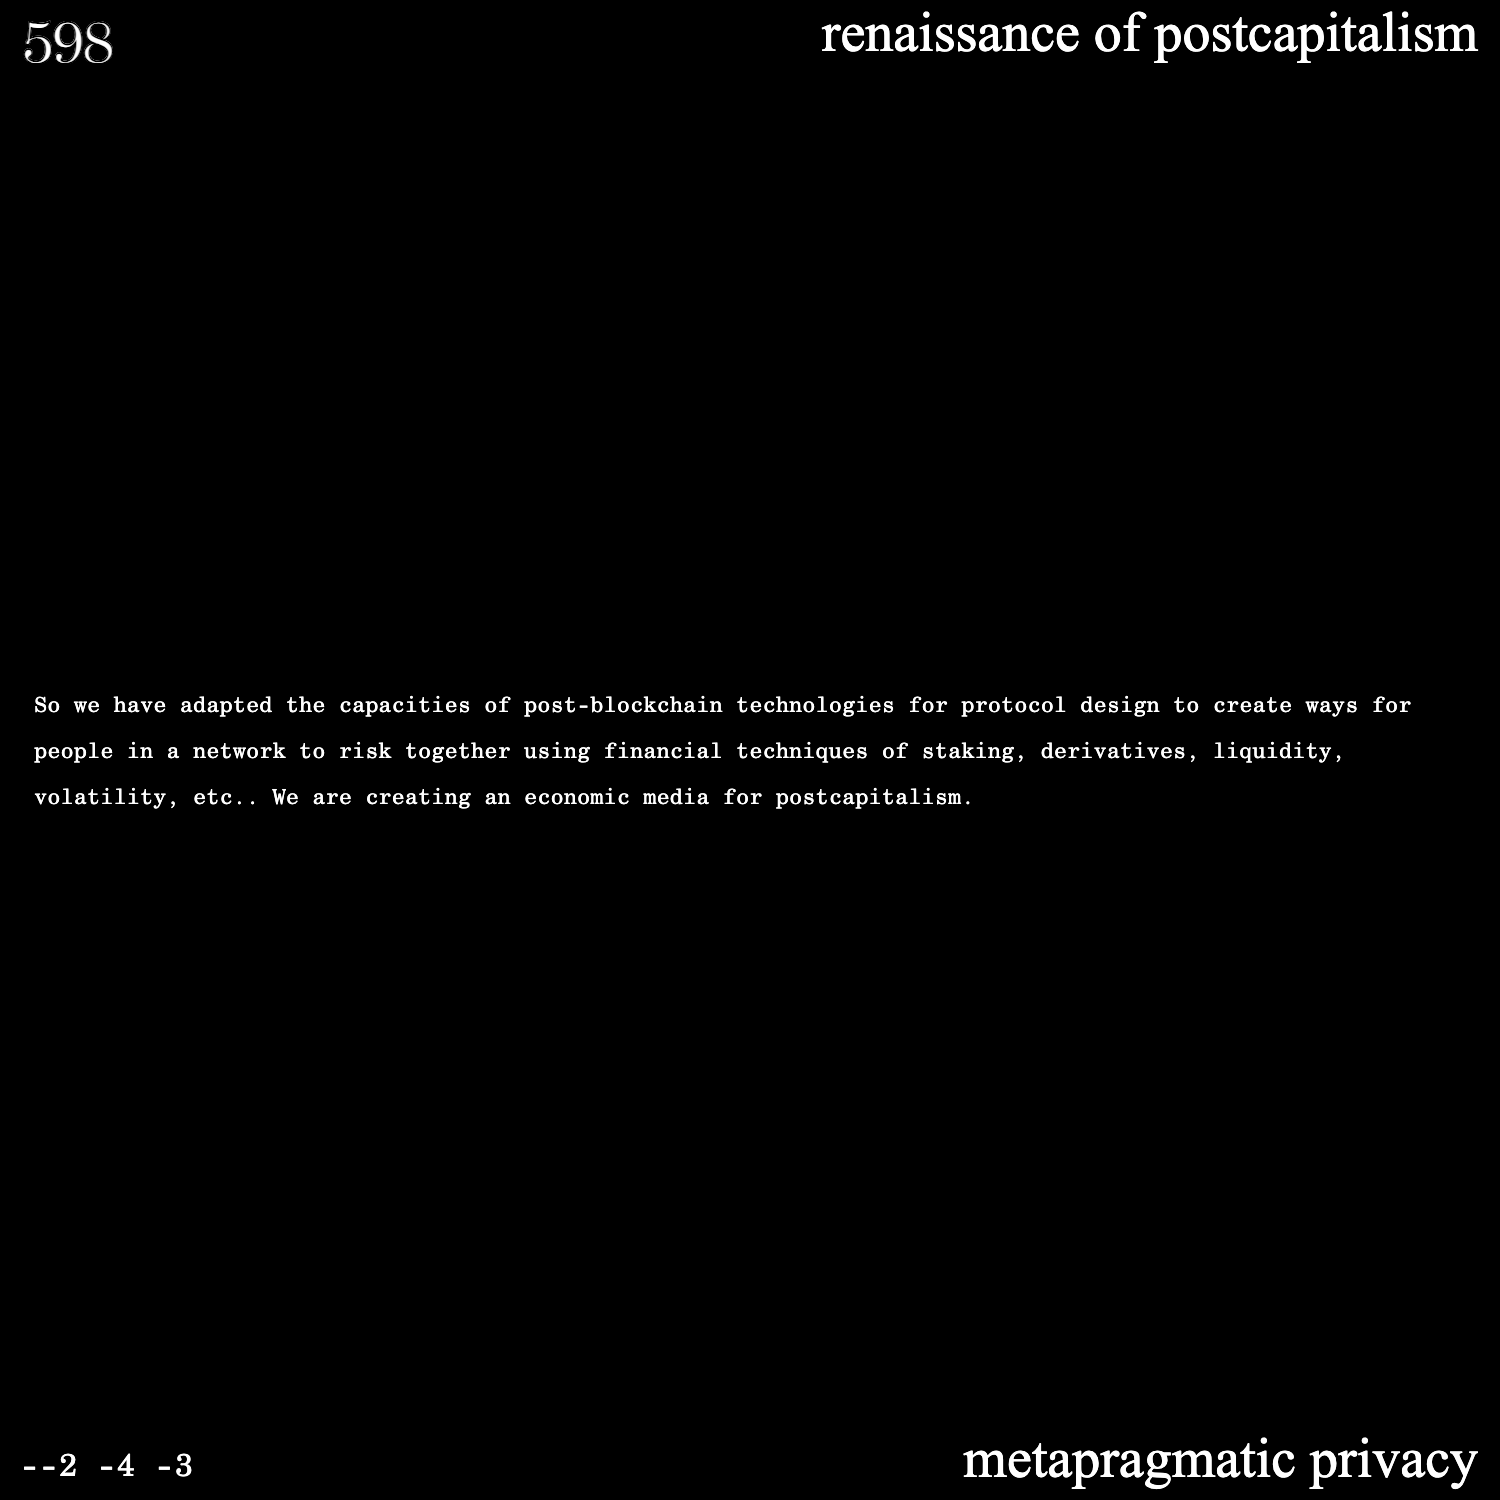 598
renaissance of postcapitalism
So we have adapted the capacities of post-blockchain technologies for protocol design to create ways for
people in a network to risk together using financial techniques of staking, derivatives, liquidity,
volatility, etc.. We are creating an economic media for postcapitalism.
--2 -4 -3
metapragmatic privacy